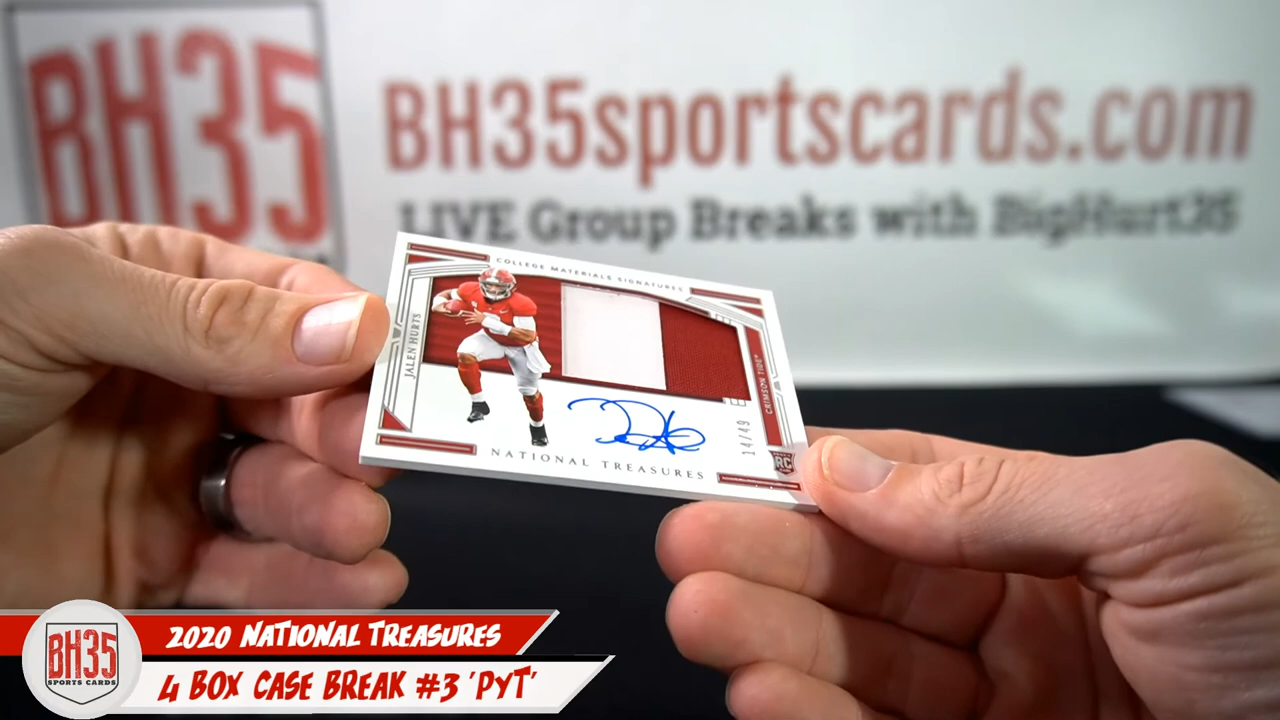 BH35
BH35sportscards.com
LIVE Group Breaks with BigHurt35
COLLEGE MATERIALS SIGNATURES
JALEN HURTS
CRIMSON TIDE
14/49
RC
NATIONAL TREASURES
2020 NATIONAL TREASURES
4 BOX CASE BREAK #3 'PYT'
BH35
SPORTS CARDS